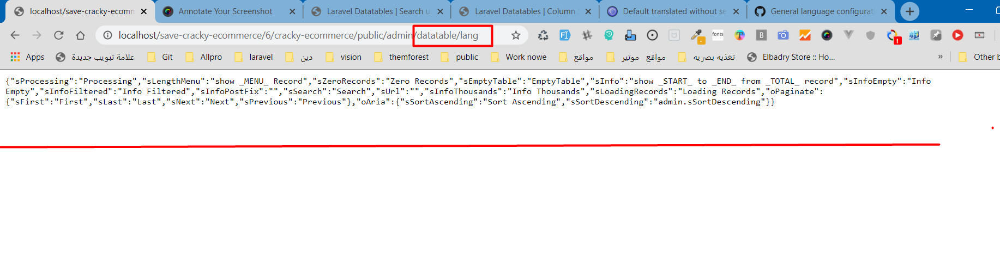 localhost/save-cracky-ecomm
Annotate Your Screenshot
Laravel Datatables | Search u
Laravel Datatables | Column
Default translated without se
General language configurat
localhost/save-cracky-ecommerce/6/cracky-ecommerce/public/admin/datatable/lang
FI
fonts
T
B
Apps
علامة تبويب جديدة
Git
Allpro
laravel
دين
vision
themforest
public
Work nowe
مواقع
مواقع موتير
تغذيه بصريه
Elbadry Store :: Ho...
»
Other b
{"sProcessing":"Processing","sLengthMenu":"show _MENU_ Record","sZeroRecords":"Zero Records","sEmptyTable":"EmptyTable","sInfo":"show _START_ to _END_ from _TOTAL_ record","sInfoEmpty":"Info
Empty","sInfoFiltered":"Info Filtered","sInfoPostFix":"","sSearch":"Search","sUrl":"","sInfoThousands":"Info Thousands","sLoadingRecords":"Loading Records","oPaginate":
{"sFirst":"First","sLast":"Last","sNext":"Next","sPrevious":"Previous"},"oAria":{"sSortAscending":"Sort Ascending","sSortDescending":"admin.sSortDescending"}}